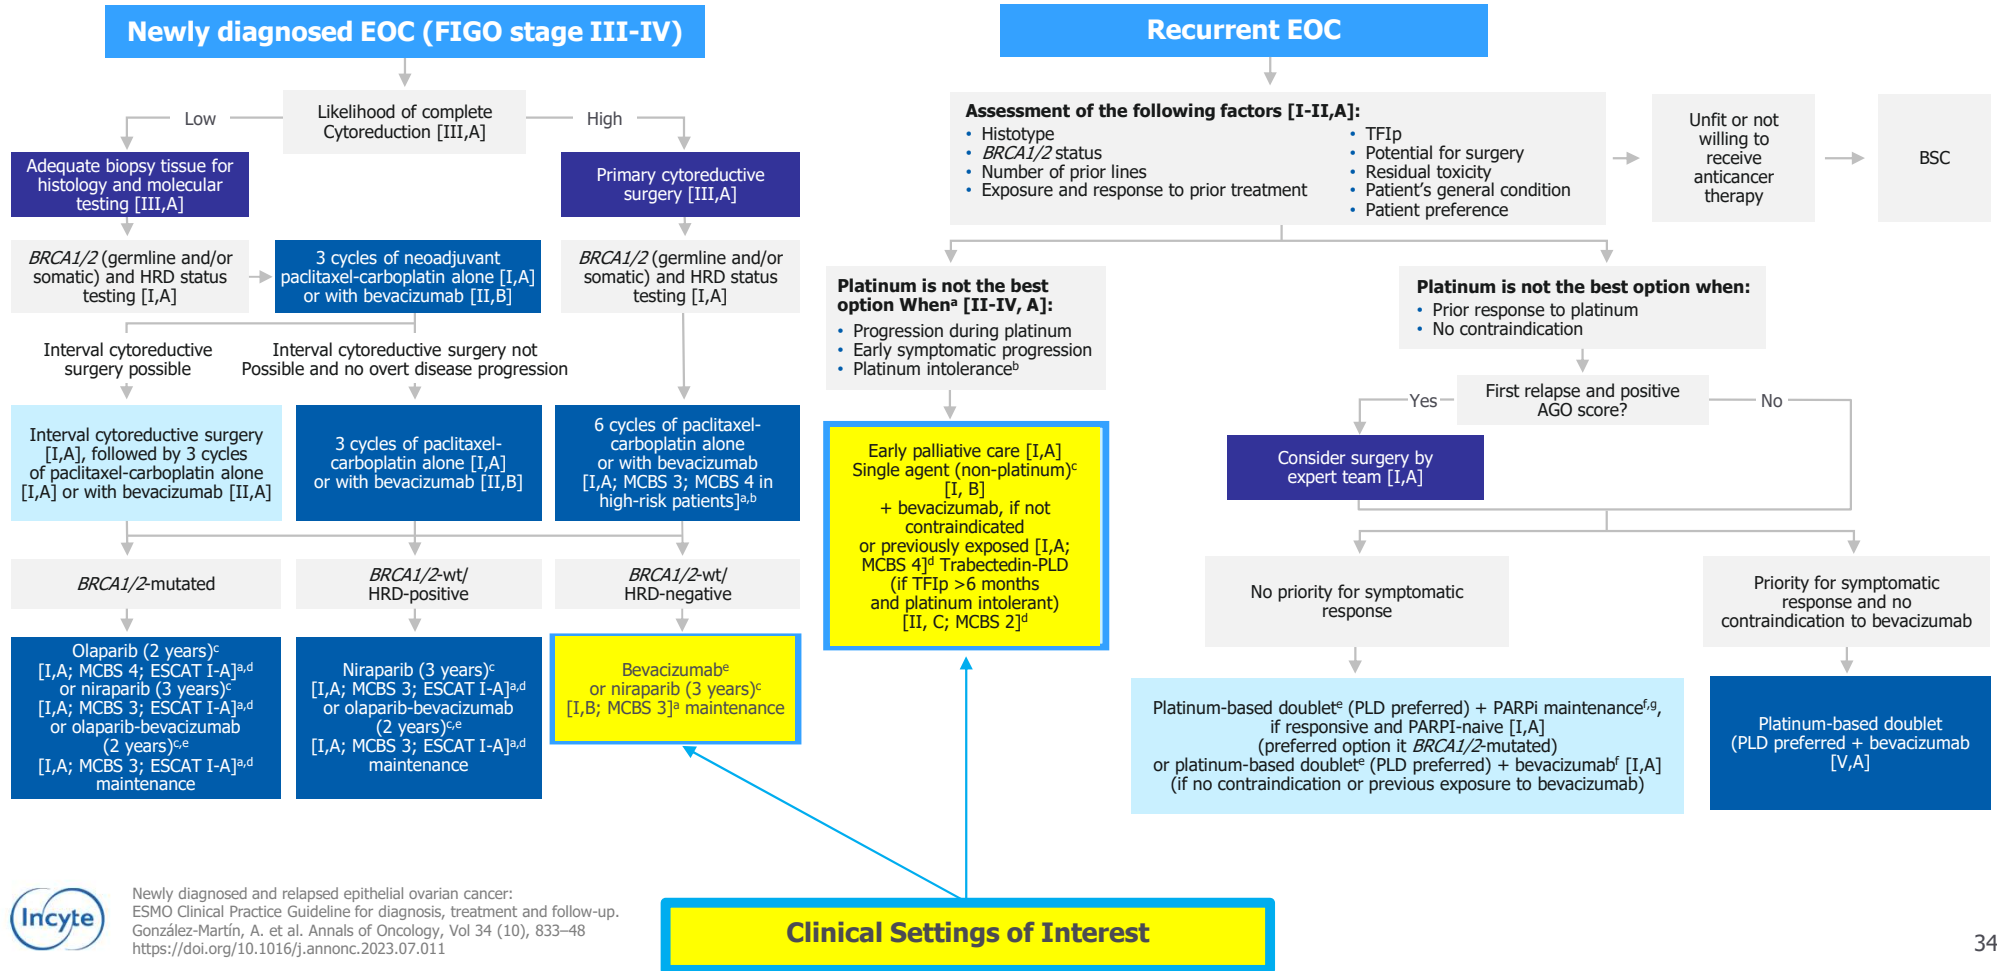 Newly diagnosed EOC (FIGO stage III-IV)
Likelihood of complete
Cytoreduction [III,A]
Low
High
Adequate biopsy tissue for
histology and molecular
testing [III,A]
Primary cytoreductive
surgery [III,A]
BRCA1/2 (germline and/or
somatic) and HRD status
testing [I,A]
3 cycles of neoadjuvant
paclitaxel-carboplatin alone [I,A]
or with bevacizumab [II,B]
BRCA1/2 (germline and/or
somatic) and HRD status
testing [I,A]
Interval cytoreductive
surgery possible
Interval cytoreductive surgery not
Possible and no overt disease progression
Interval cytoreductive surgery
[I,A], followed by 3 cycles
of paclitaxel-carboplatin alone
[I,A] or with bevacizumab [II,A]
3 cycles of paclitaxel-
carboplatin alone [I,A]
or with bevacizumab [II,B]
6 cycles of paclitaxel-
carboplatin alone
or with bevacizumab
[I,A; MCBS 3; MCBS 4 in
high-risk patients]a,b
BRCA1/2-mutated
BRCA1/2-wt/
HRD-positive
BRCA1/2-wt/
HRD-negative
Olaparib (2 years)c
[I,A; MCBS 4; ESCAT I-A]a,d
or niraparib (3 years)c
[I,A; MCBS 3; ESCAT I-A]a,d
or olaparib-bevacizumab
(2 years)c,e
[I,A; MCBS 3; ESCAT I-A]a,d
maintenance
Niraparib (3 years)c
[I,A; MCBS 3; ESCAT I-A]a,d
or olaparib-bevacizumab
(2 years)c,e
[I,A; MCBS 3; ESCAT I-A]a,d
maintenance
Bevacizumabe
or niraparib (3 years)c
[I,B; MCBS 3]a maintenance
Recurrent EOC
Assessment of the following factors [I-II,A]:
• Histotype
• BRCA1/2 status
• Number of prior lines
• Exposure and response to prior treatment
• TFIp
• Potential for surgery
• Residual toxicity
• Patient's general condition
• Patient preference
Unfit or not
willing to
receive
anticancer
therapy
BSC
Platinum is not the best
option Whena [II-IV, A]:
• Progression during platinum
• Early symptomatic progression
• Platinum intoleranceb
Platinum is not the best option when:
• Prior response to platinum
• No contraindication
First relapse and positive
AGO score?
Yes
No
Early palliative care [I,A]
Single agent (non-platinum)c
[I, B]
+ bevacizumab, if not
contraindicated
or previously exposed [I,A;
MCBS 4]d Trabectedin-PLD
(if TFIp >6 months
and platinum intolerant)
[II, C; MCBS 2]d
Consider surgery by
expert team [I,A]
No priority for symptomatic
response
Priority for symptomatic
response and no
contraindication to bevacizumab
Platinum-based doublete (PLD preferred) + PARPi maintenancef,g,
if responsive and PARPI-naive [I,A]
(preferred option it BRCA1/2-mutated)
or platinum-based doublete (PLD preferred) + bevacizumabf [I,A]
(if no contraindication or previous exposure to bevacizumab)
Platinum-based doublet
(PLD preferred + bevacizumab
[V,A]
Clinical Settings of Interest
Incyte
Newly diagnosed and relapsed epithelial ovarian cancer:
ESMO Clinical Practice Guideline for diagnosis, treatment and follow-up.
González-Martín, A. et al. Annals of Oncology, Vol 34 (10), 833–48
https://doi.org/10.1016/j.annonc.2023.07.011
34